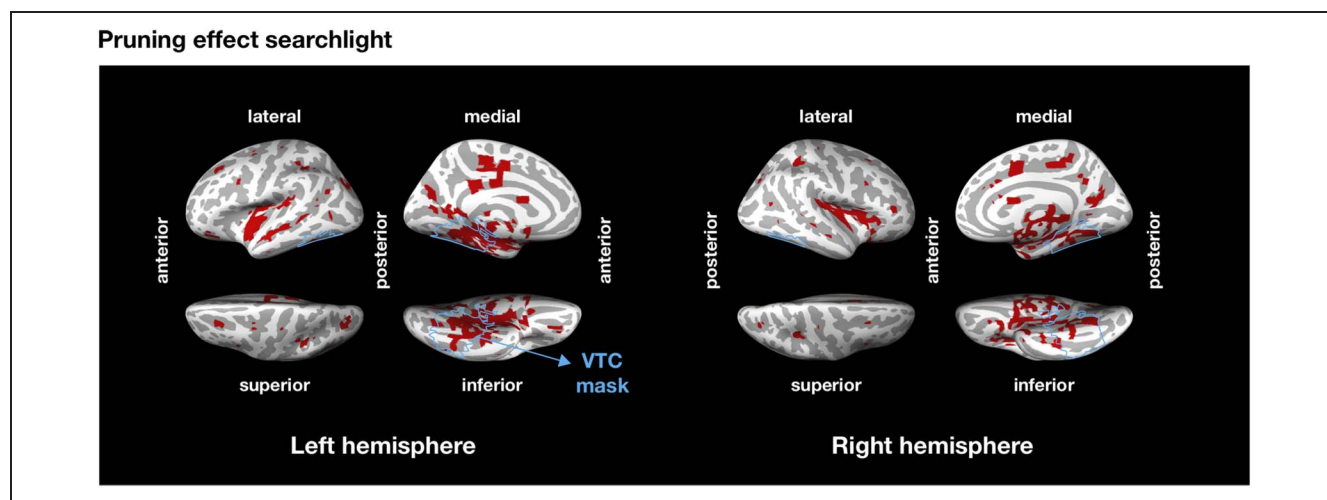 Pruning effect searchlight
lateral
medial
lateral
medial
anterior
posterior
anterior
posterior
anterior
posterior
superior
inferior
VTC
mask
superior
inferior
Left hemisphere
Right hemisphere